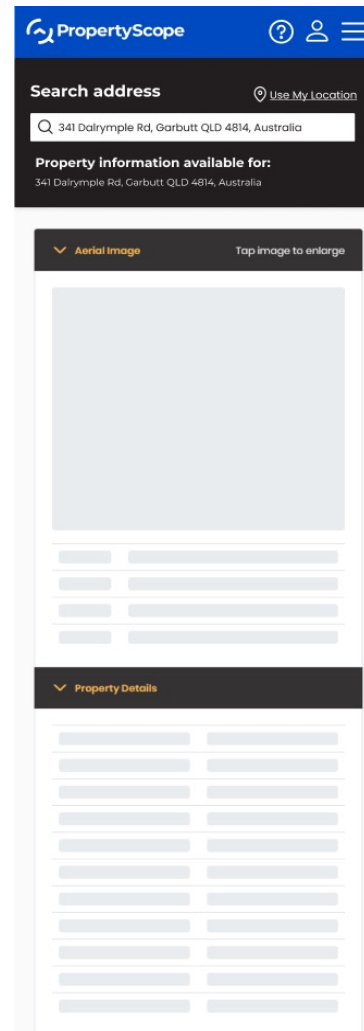 PropertyScope
Search address
Use My Location
341 Dalrymple Rd, Garbutt QLD 4814, Australia
Property information available for:
341 Dalrymple Rd, Garbutt QLD 4814, Australia
Aerial Image
Tap image to enlarge
Property Details